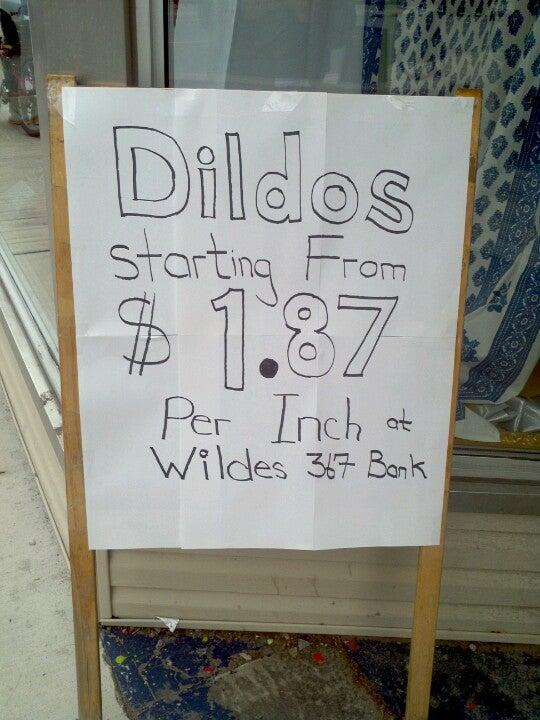 Dildos
starting From
$ 1.87
Per Inch at
Wildes 367 Bank